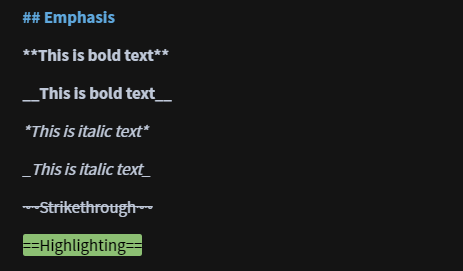 ## Emphasis
**This is bold text**
__This is bold text__
*This is italic text*
_This is italic text_
~~Strikethrough~~
==Highlighting==